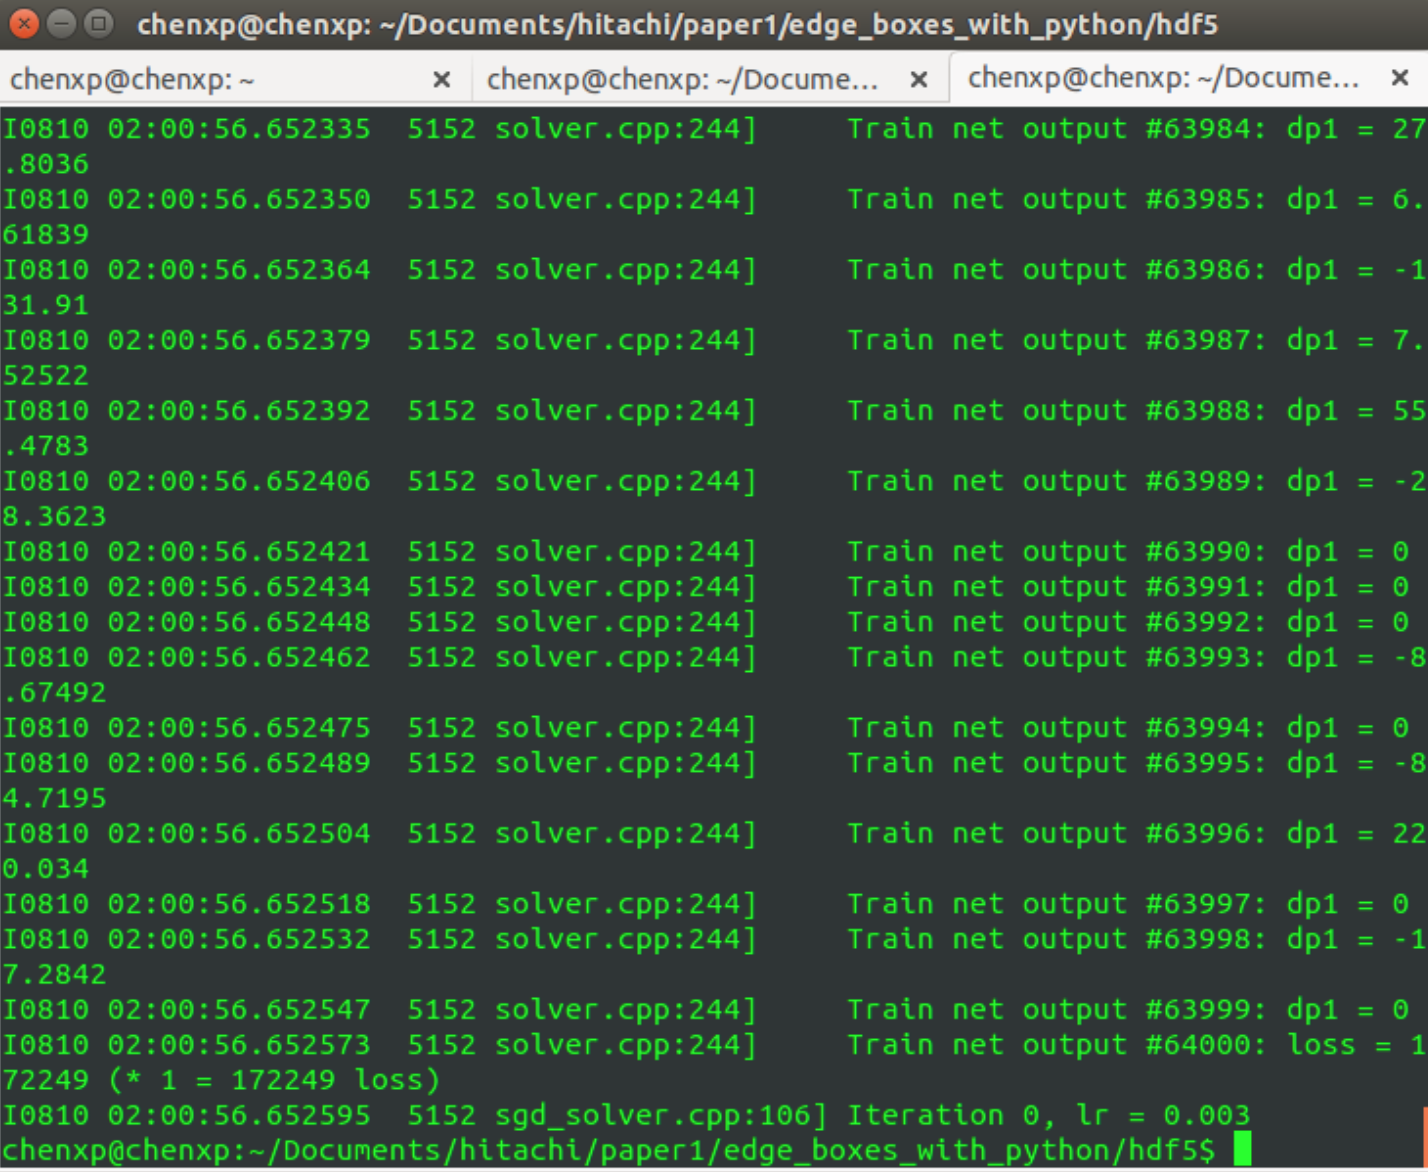 chenxp@chenxp: ~/Documents/hitachi/paper1/edge_boxes_with_python/hdf5
chenxp@chenxp: ~ × chenxp@chenxp: ~/Docume... × chenxp@chenxp: ~/Docume... ×
I0810 02:00:56.652335  5152 solver.cpp:244]     Train net output #63984: dp1 = 27
.8036
I0810 02:00:56.652350  5152 solver.cpp:244]     Train net output #63985: dp1 = 6.
61839
I0810 02:00:56.652364  5152 solver.cpp:244]     Train net output #63986: dp1 = -1
31.91
I0810 02:00:56.652379  5152 solver.cpp:244]     Train net output #63987: dp1 = 7.
52522
I0810 02:00:56.652392  5152 solver.cpp:244]     Train net output #63988: dp1 = 55
.4783
I0810 02:00:56.652406  5152 solver.cpp:244]     Train net output #63989: dp1 = -2
8.3623
I0810 02:00:56.652421  5152 solver.cpp:244]     Train net output #63990: dp1 = 0
I0810 02:00:56.652434  5152 solver.cpp:244]     Train net output #63991: dp1 = 0
I0810 02:00:56.652448  5152 solver.cpp:244]     Train net output #63992: dp1 = 0
I0810 02:00:56.652462  5152 solver.cpp:244]     Train net output #63993: dp1 = -8
.67492
I0810 02:00:56.652475  5152 solver.cpp:244]     Train net output #63994: dp1 = 0
I0810 02:00:56.652489  5152 solver.cpp:244]     Train net output #63995: dp1 = -8
4.7195
I0810 02:00:56.652504  5152 solver.cpp:244]     Train net output #63996: dp1 = 22
0.034
I0810 02:00:56.652518  5152 solver.cpp:244]     Train net output #63997: dp1 = 0
I0810 02:00:56.652532  5152 solver.cpp:244]     Train net output #63998: dp1 = -1
7.2842
I0810 02:00:56.652547  5152 solver.cpp:244]     Train net output #63999: dp1 = 0
I0810 02:00:56.652573  5152 solver.cpp:244]     Train net output #64000: loss = 1
72249 (* 1 = 172249 loss)
I0810 02:00:56.652595  5152 sgd_solver.cpp:106] Iteration 0, lr = 0.003
chenxp@chenxp:~/Documents/hitachi/paper1/edge_boxes_with_python/hdf5$